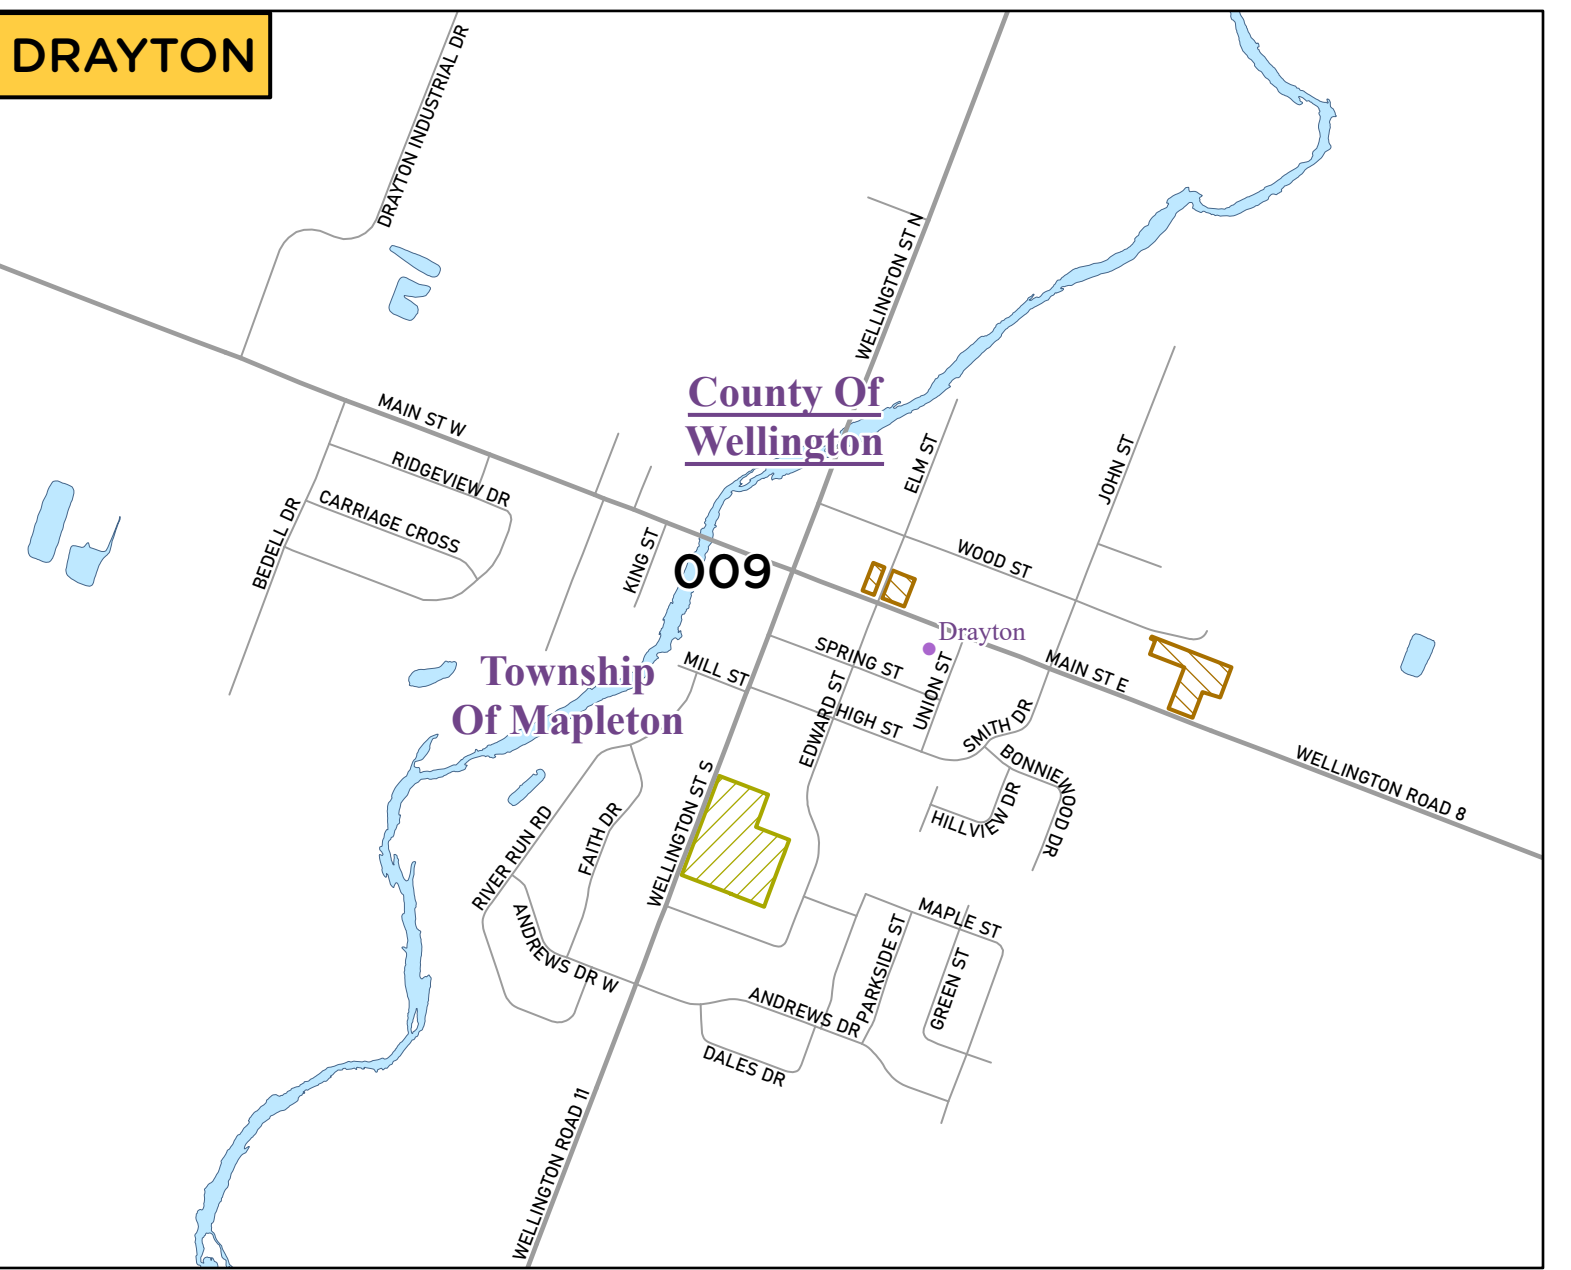 DRAYTON
DRAYTON INDUSTRIAL DR
WELLINGTON ST N
County Of
Wellington
MAIN ST W
RIDGEVIEW DR
CARRIAGE CROSS
BEDELL DR
KING ST
009
ELM ST
JOHN ST
WOOD ST
Drayton
Township
Of Mapleton
MILL ST
SPRING ST
UNION ST
MAIN ST E
EDWARD ST
HIGH ST
SMITH DR
BONNIEWOOD DR
HILLVIEW DR
WELLINGTON ROAD 8
WELLINGTON ST S
RIVER RUN RD
FAITH DR
ANDREWS DR W
MAPLE ST
PARKSIDE ST
GREEN ST
ANDREWS DR
DALES DR
WELLINGTON ROAD 11